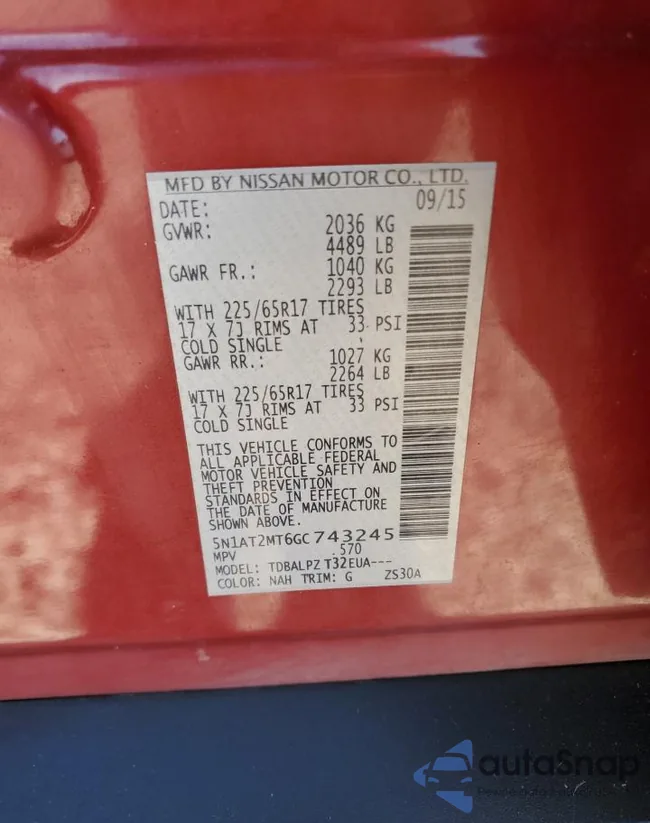 MFD BY NISSAN MOTOR CO., LTD.
DATE: 09/15
GVWR: 2036 KG
4489 LB
GAWR FR.: 1040 KG
2293 LB
WITH 225/65R17 TIRES
17 X 7J RIMS AT 33 PSI
COLD SINGLE
GAWR RR.: 1027 KG
2264 LB
WITH 225/65R17 TIRES
17 X 7J RIMS AT 33 PSI
COLD SINGLE
THIS VEHICLE CONFORMS TO
ALL APPLICABLE FEDERAL
MOTOR VEHICLE SAFETY AND
THEFT PREVENTION
STANDARDS IN EFFECT ON
THE DATE OF MANUFACTURE
SHOWN ABOVE.
5N1AT2MT6GC743245
MPV .570
MODEL: TDBALPZ T32EUA---
COLOR: NAH TRIM: G ZS30A
autaSnap